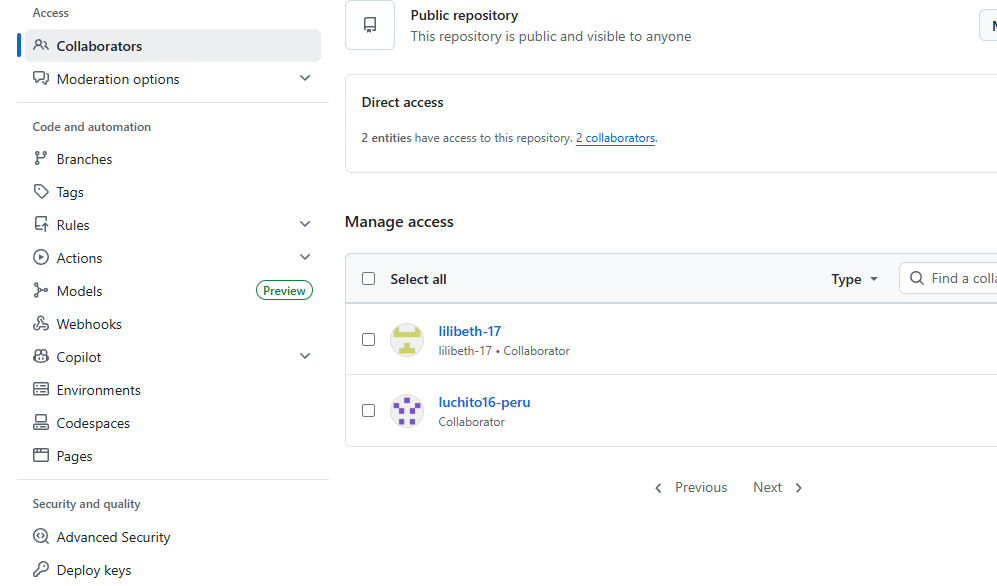 Access
Collaborators
Moderation options
Code and automation
Branches
Tags
Rules
Actions
Models Preview
Webhooks
Copilot
Environments
Codespaces
Pages
Security and quality
Advanced Security
Deploy keys
Public repository
This repository is public and visible to anyone
Direct access
2 entities have access to this repository. 2 collaborators.
Manage access
Select all Type Find a colla
lilibeth-17
lilibeth-17 • Collaborator
luchito16-peru
Collaborator
Previous Next